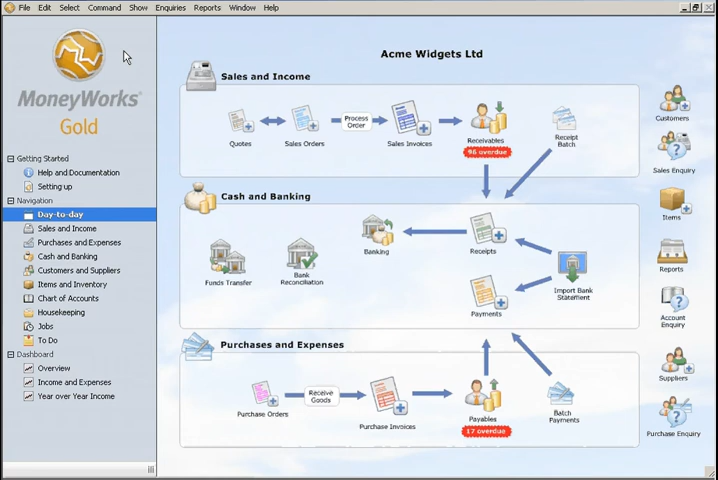 File Edit Select Command Show Enquiries Reports Window Help
MoneyWorks
Gold
Getting Started
Help and Documentation
Setting up
Navigation
Day-to-day
Sales and Income
Purchases and Expenses
Cash and Banking
Customers and Suppliers
Items and Inventory
Chart of Accounts
Housekeeping
Jobs
To Do
Dashboard
Overview
Income and Expenses
Year over Year Income
Acme Widgets Ltd
Sales and Income
Quotes
Sales Orders
Process
Order
Sales Invoices
Receivables
96 overdue
Receipt
Batch
Cash and Banking
Funds Transfer
Bank
Reconciliation
Banking
Receipts
Payments
Import Bank
Statement
Purchases and Expenses
Purchase Orders
Receive
Goods
Purchase Invoices
Payables
17 overdue
Batch
Payments
Customers
Sales Enquiry
Items
Reports
Account
Enquiry
Suppliers
Purchase Enquiry